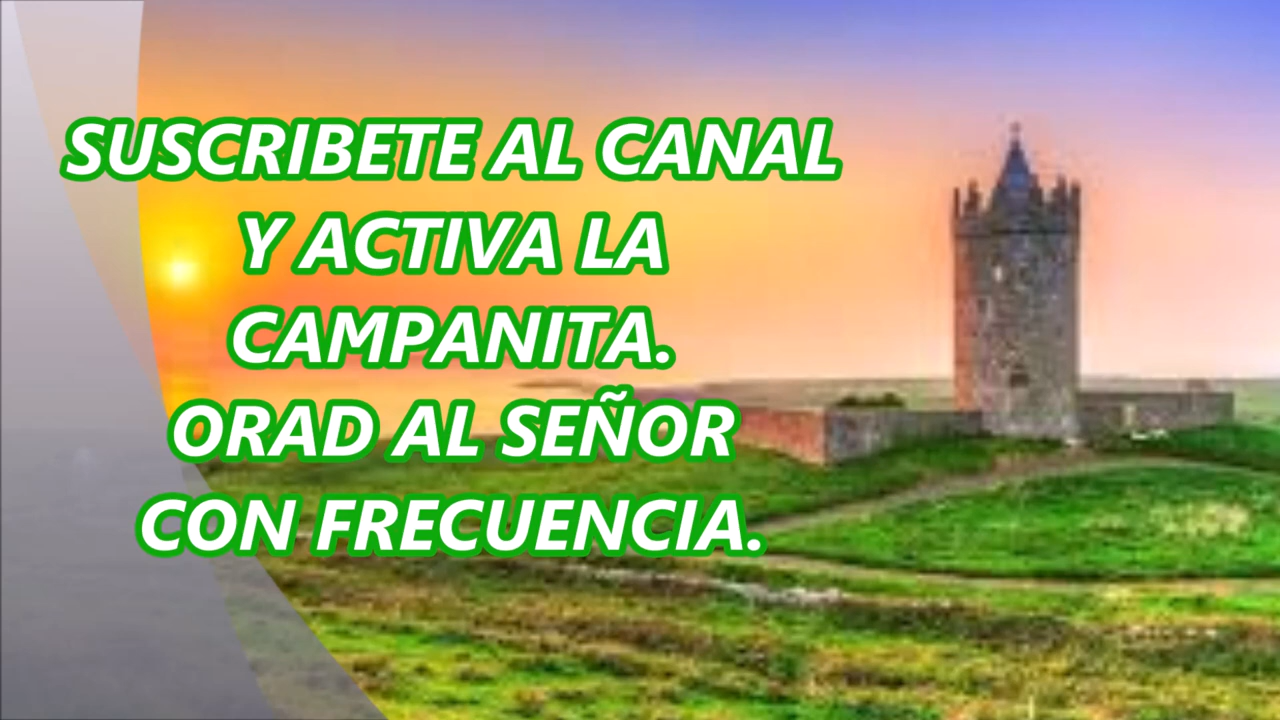 SUSCRIBETE AL CANAL
Y ACTIVA LA
CAMPANITA.
ORAD AL SEÑOR
CON FRECUENCIA.